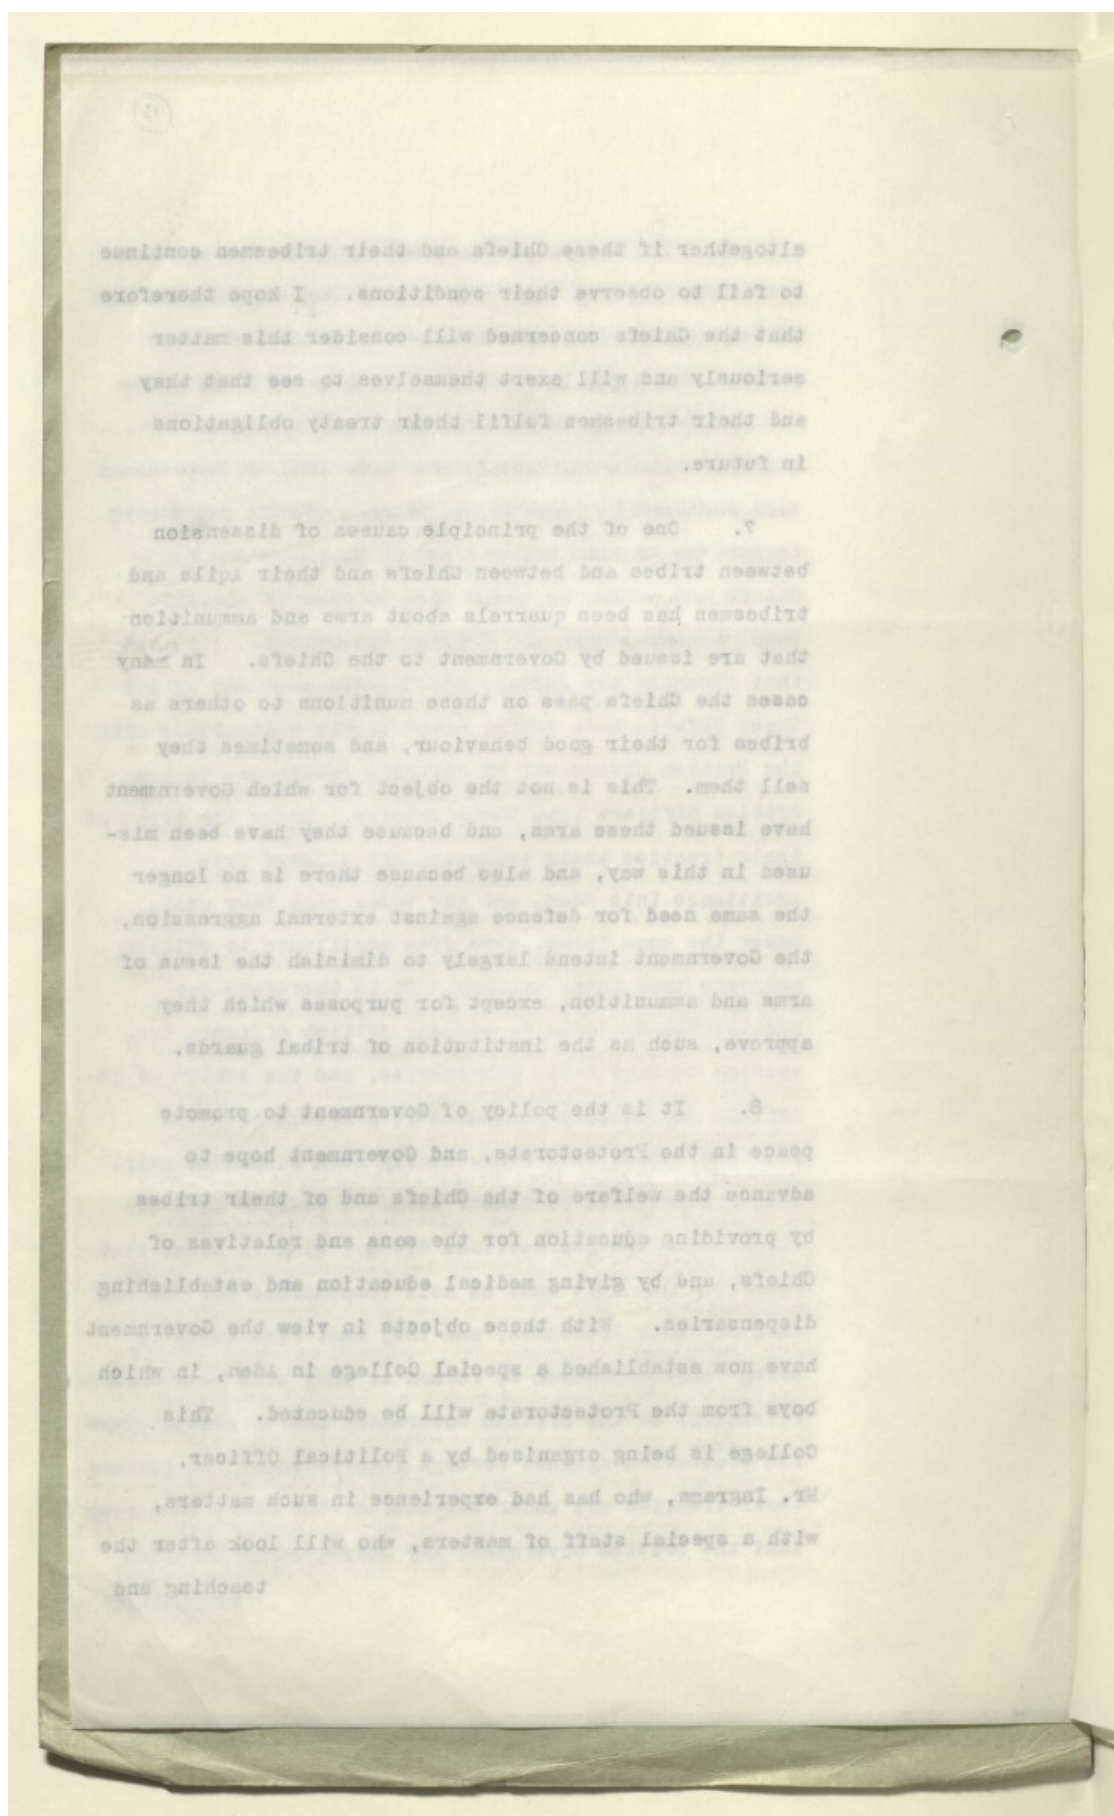 altogether if these Chiefs and their tribesmen continue
to fail to observe their conditions. I hope therefore
that the Chiefs concerned will consider this matter
seriously and will exert themselves to see that they
and their tribesmen fulfil their treaty obligations
in future.
7. One of the principle causes of dissension
between tribes and between Chiefs and their Aqils and
tribesmen has been quarrels about arms and ammunition
that are issued by Government to the Chiefs. In many
cases the Chiefs pass on these munitions to others as
bribes for their good behaviour, and sometimes they
sell them. This is not the object for which Government
have issued these arms, and because they have been mis-
used in this way, and also because there is no longer
the same need for defence against external aggression,
the Government intend largely to diminish the issue of
arms and ammunition, except for purposes which they
approve, such as the institution of tribal guards.
8. It is the policy of Government to promote
peace in the Protectorate, and Government hope to
advance the welfare of the Chiefs and of their tribes
by providing education for the sons and relatives of
Chiefs, and by giving medical education and establishing
dispensaries. With these objects in view the Government
have now established a special College in Aden, in which
boys from the Protectorate will be educated. This
College is being organised by a Political Officer,
Mr. Ingrams, who has had experience in such matters,
with a special staff of masters, who will look after the
teaching and